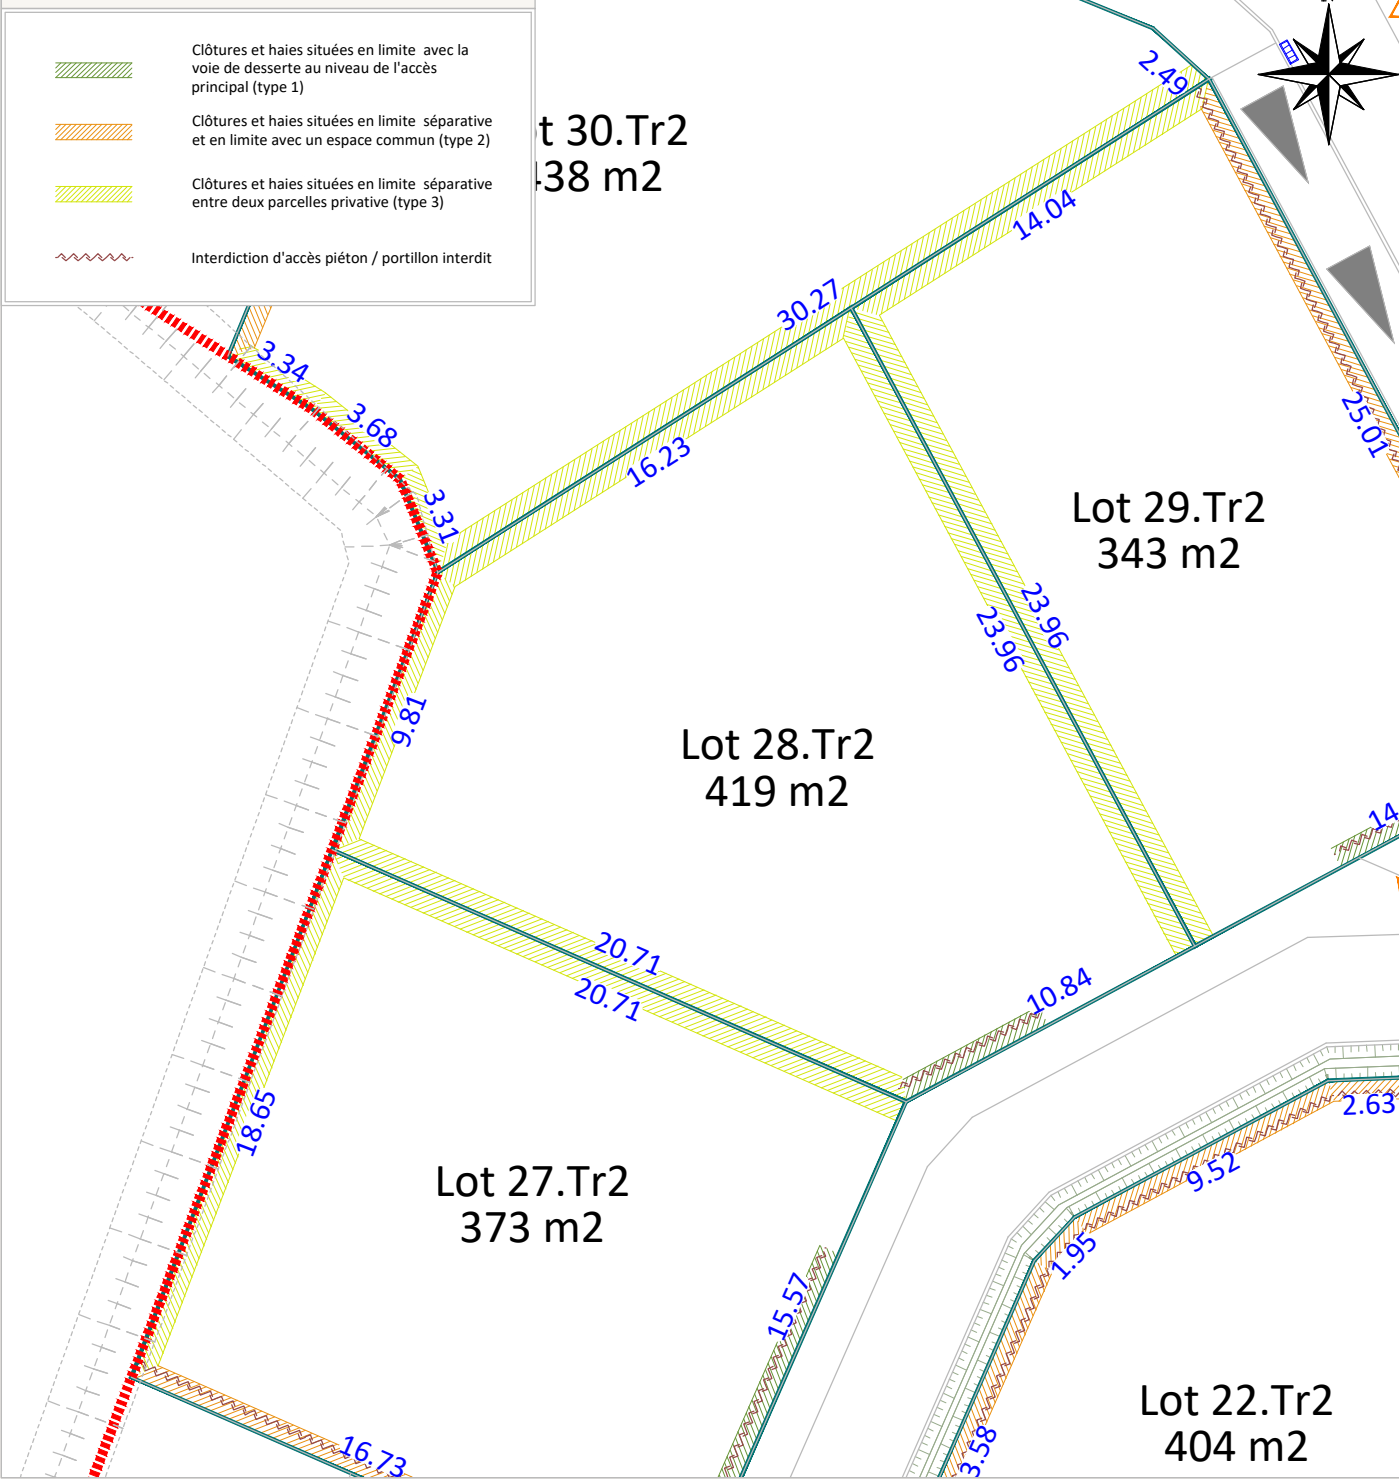 Clôtures et haies situées en limite avec la
voie de desserte au niveau de l'accès
principal (type 1)
Clôtures et haies situées en limite séparative
et en limite avec un espace commun (type 2)
Clôtures et haies situées en limite séparative
entre deux parcelles privative (type 3)
Interdiction d'accès piéton / portillon interdit
t 30.Tr2
38 m2
2.49
14.04
30.27
16.23
3.34
3.68
3.31
25.01
Lot 29.Tr2
343 m2
23.96
23.96
9.81
Lot 28.Tr2
419 m2
14
20.71
20.71
10.84
18.65
2.63
9.52
Lot 27.Tr2
373 m2
1.95
15.57
Lot 22.Tr2
404 m2
16.73
3.58